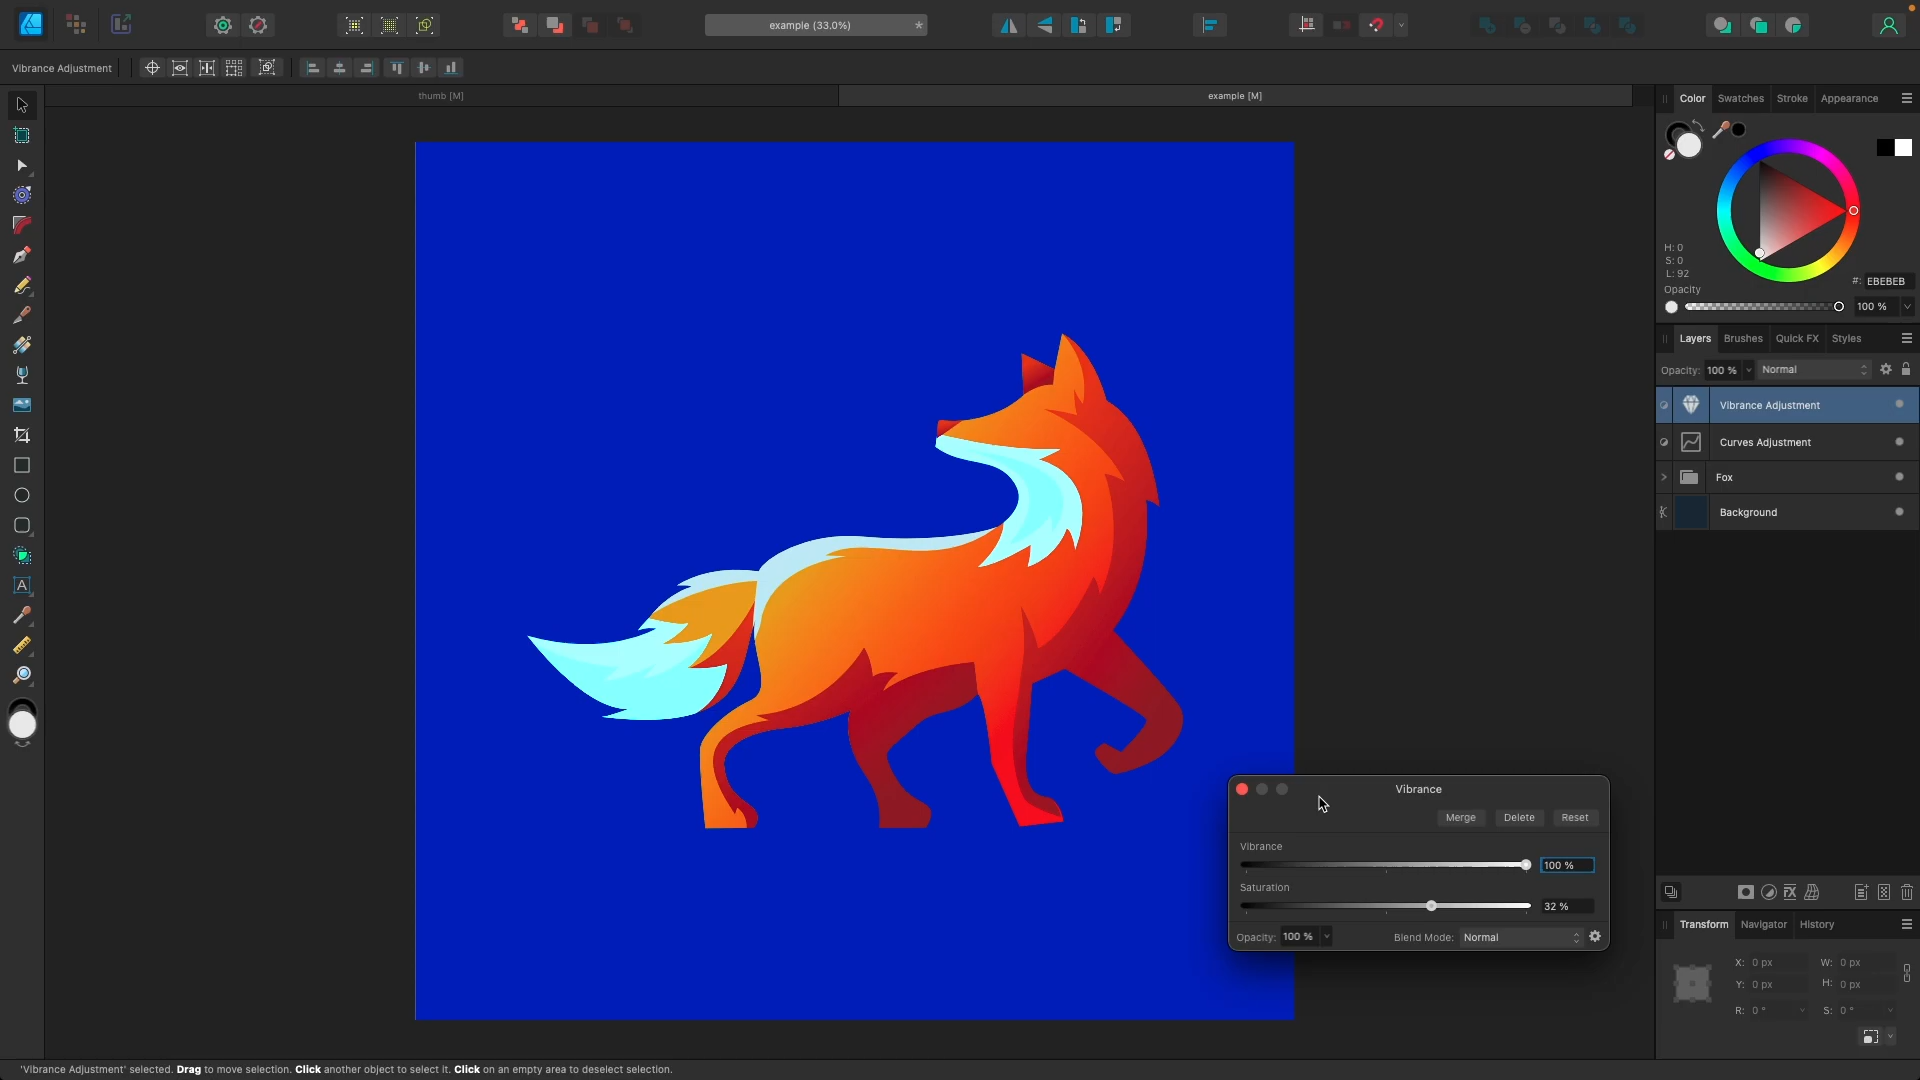 example (33.0%) *
Vibrance Adjustment
thumb [M]
example [M]
Color Swatches Stroke Appearance
H: 0
S: 0
L: 92
#: EBEBEB
Opacity
100 %
Layers Brushes Quick FX Styles
Opacity: 100 % Normal
Vibrance Adjustment
Curves Adjustment
Fox
Background
A
Vibrance
Merge Delete Reset
Vibrance
100 %
Saturation
32 %
Opacity: 100 % Blend Mode: Normal
FX
Transform Navigator History
X: 0 px W: 0 px
Y: 0 px H: 0 px
R: 0 ° S: 0 °
'Vibrance Adjustment' selected. Drag to move selection. Click another object to select it. Click on an empty area to deselect selection.